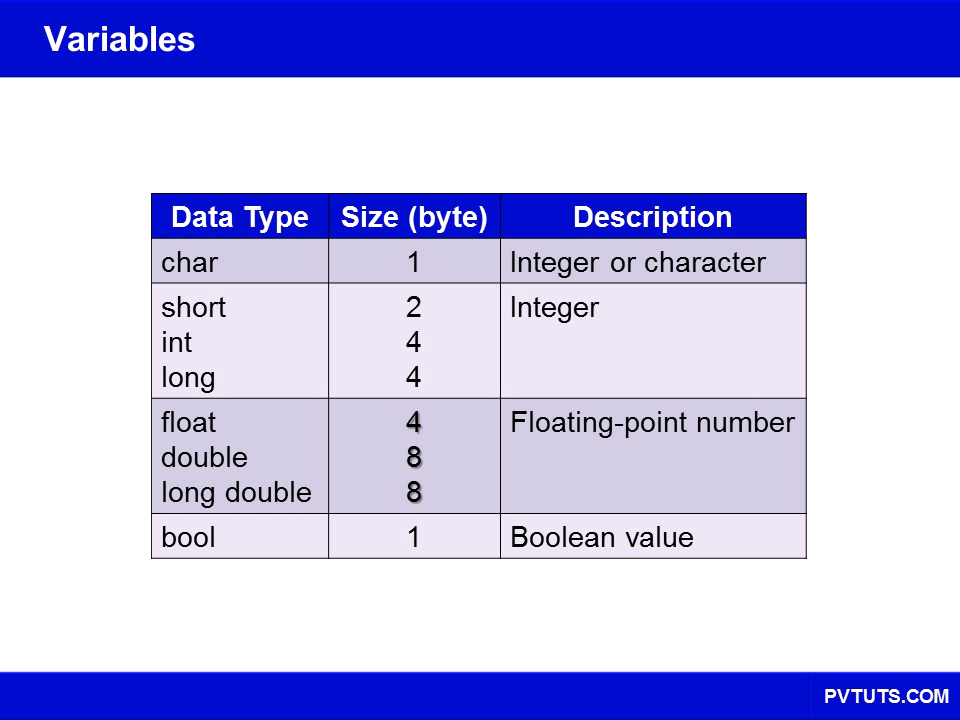 Variables
Data Type Size (byte) Description
char 1 Integer or character
short 2 Integer
int 4
long 4
float 4 Floating-point number
double 8
long double 8
bool 1 Boolean value
PVTUTS.COM